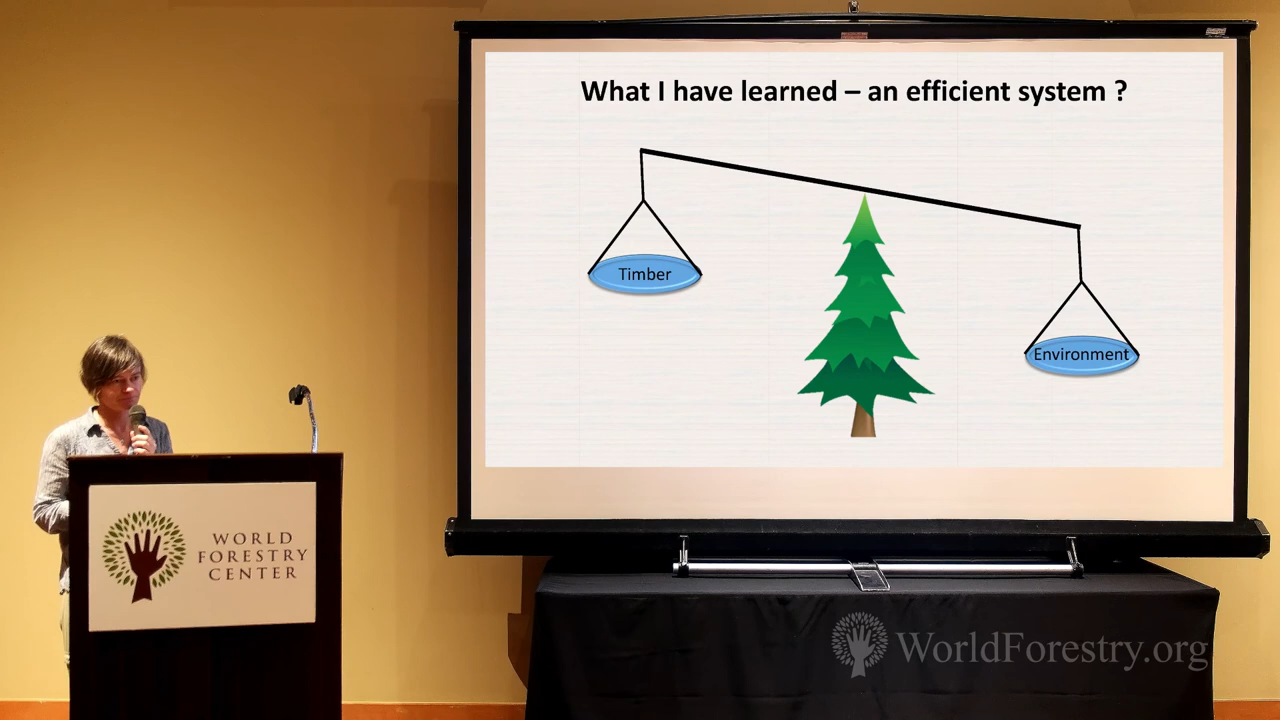 What I have learned – an efficient system ?
Timber
Environment
WORLD
FORESTRY
CENTER
WorldForestry.org